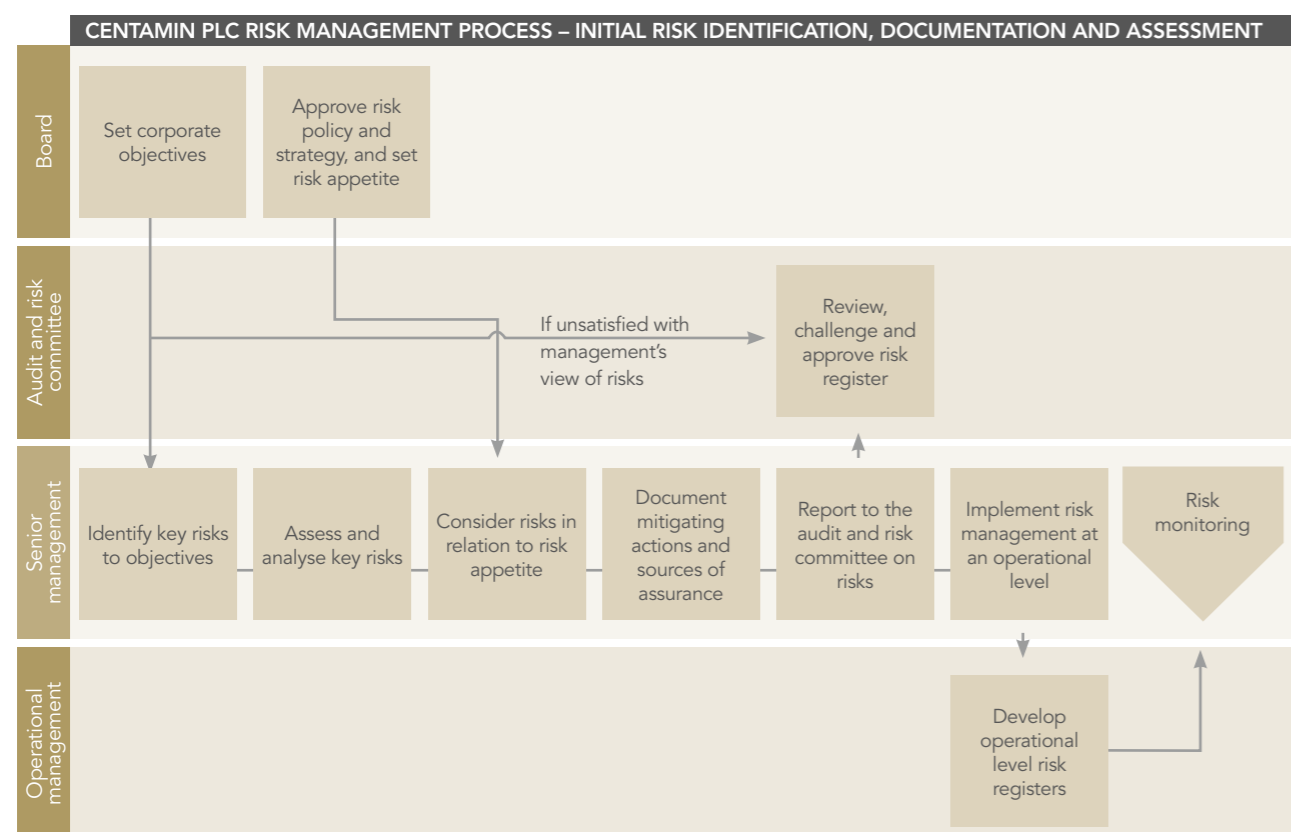 CENTAMIN PLC RISK MANAGEMENT PROCESS – INITIAL RISK IDENTIFICATION, DOCUMENTATION AND ASSESSMENT
Board
Set corporate
objectives
Approve risk
policy and
strategy, and set
risk appetite
Audit and risk
committee
If unsatisfied with
management’s
view of risks
Review,
challenge and
approve risk
register
Senior
management
Identify key risks
to objectives
Assess and
analyse key risks
Consider risks in
relation to risk
appetite
Document
mitigating
actions and
sources of
assurance
Report to the
audit and risk
committee on
risks
Implement risk
management at
an operational
level
Risk
monitoring
Operational
management
Develop
operational
level risk
registers